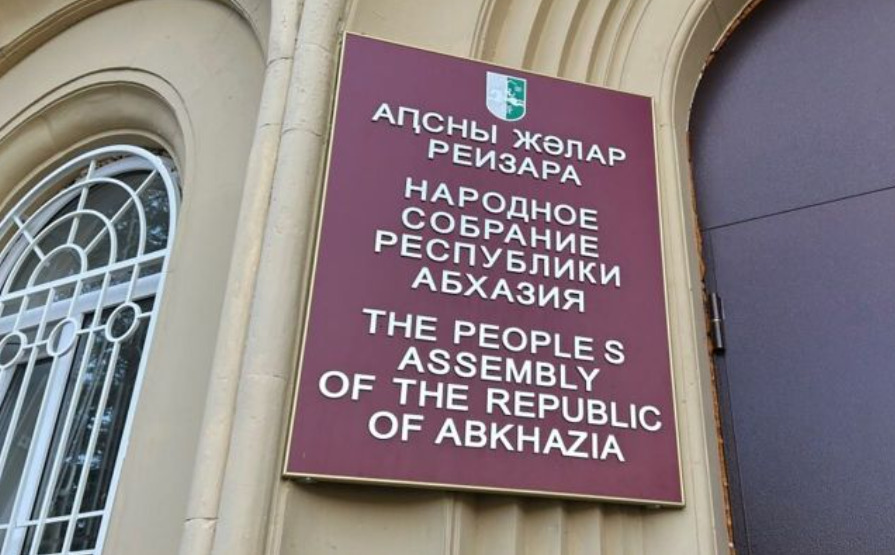 АԤСНЫ ЖӘЛАР
РЕИЗАРА
НАРОДНОЕ
СОБРАНИЕ
РЕСПУБЛИКИ
АБХАЗИЯ
THE PEOPLE S
ASSEMBLY
OF THE REPUBLIC
OF ABKHAZIA